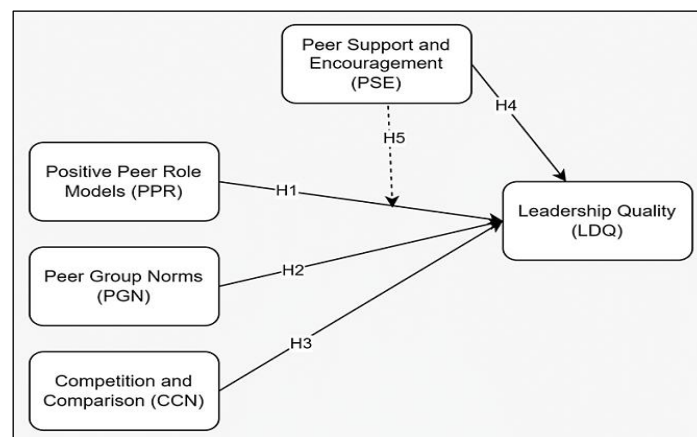 Peer Support and
Encouragement
(PSE)
H4
H5
Positive Peer Role
Models (PPR)
H1
Leadership Quality
(LDQ)
Peer Group Norms
(PGN)
H2
H3
Competition and
Comparison (CCN)